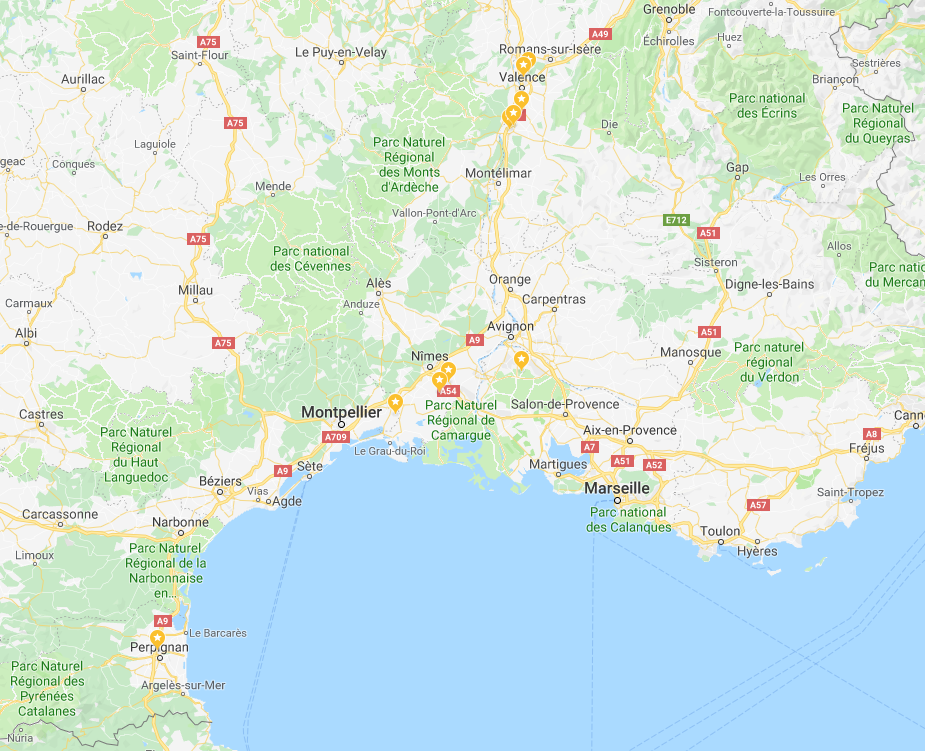 Grenoble
Fontcouverte-la-Toussuire
A49
A75
Saint-Flour
Le Puy-en-Velay
Romans-sur-Isère
Échirolles
Huez
Sestrières
Aurillac
Valence
Briançon
Parc national
des Écrins
Parc Naturel
Régional
du Queyras
A75
Die
Laguiole
Parc Naturel
Régional
des Monts
d'Ardèche
geac
Conques
Montélimar
Gap
Les Orres
Mende
Vallon-Pont-d'Arc
E712
A51
de-Rouergue
Rodez
A75
Parc national
des Cévennes
Allos
Sisteron
Parc natio
du Mercan
Millau
Alès
Orange
Digne-les-Bains
Carmaux
Anduze
Carpentras
Albi
A75
A9
Avignon
A51
Manosque
Nîmes
Parc naturel
régional
du Verdon
A54
Castres
Montpellier
Parc Naturel
Régional de
Camargue
Salon-de-Provence
Cann
A709
Aix-en-Provence
A8
Parc Naturel
Régional
du Haut
Languedoc
Le Grau-du-Roi
A7
Fréjus
A9
Sète
Martigues
A51
A52
Béziers
Vias
Agde
Marseille
Saint-Tropez
A57
Carcassonne
Narbonne
Parc national
des Calanques
Toulon
Hyères
Limoux
Parc Naturel
Régional de la
Narbonnaise
en...
A9
Le Barcarès
Perpignan
Parc Naturel
Régional des
Pyrénées
Catalanes
Argelès-sur-Mer
Núria
Figueres